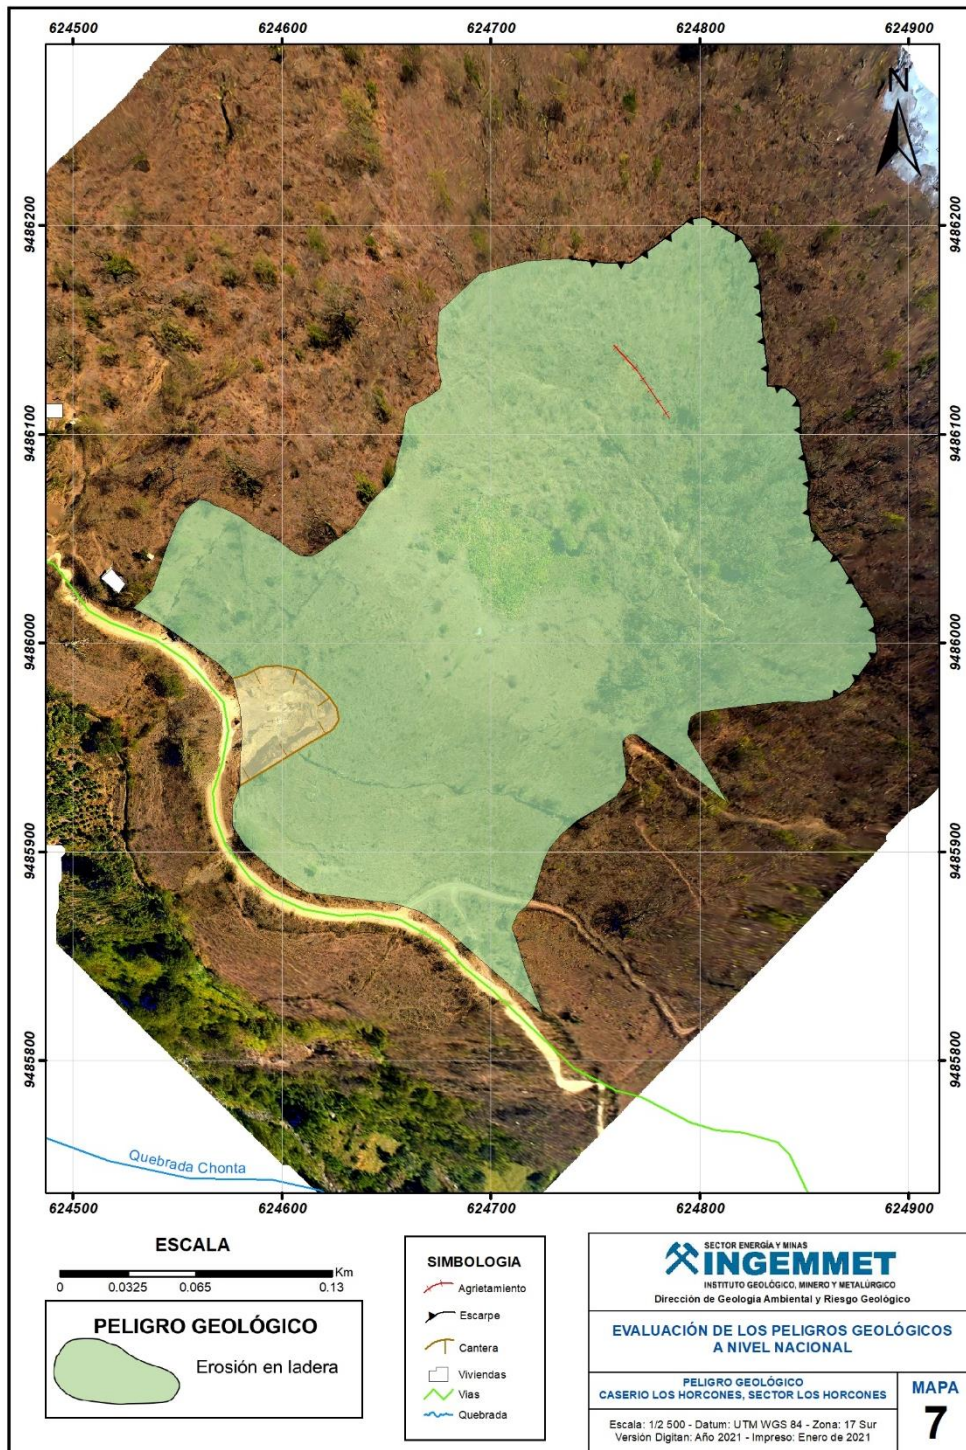 624500 624600 624700 624800 624900
N
9486200 9486200
9486100 9486100
9486000 9486000
9485900 9485900
9485800 9485800
Quebrada Chonta
624500 624600 624700 624800 624900
ESCALA
Km
0 0.0325 0.065 0.13
PELIGRO GEOLÓGICO
Erosión en ladera
SIMBOLOGIA
Agrietamiento
Escarpe
Cantera
Viviendas
Vias
Quebrada
SECTOR ENERGÍA Y MINAS
INGEMMET
INSTITUTO GEOLÓGICO, MINERO Y METALÚRGICO
Dirección de Geología Ambiental y Riesgo Geológico
EVALUACIÓN DE LOS PELIGROS GEOLÓGICOS
A NIVEL NACIONAL
PELIGRO GEOLÓGICO
CASERIO LOS HORCONES, SECTOR LOS HORCONES
Escala: 1/2 500 - Datum: UTM WGS 84 - Zona: 17 Sur
Versión Digitan: Año 2021 - Impreso: Enero de 2021
MAPA
7